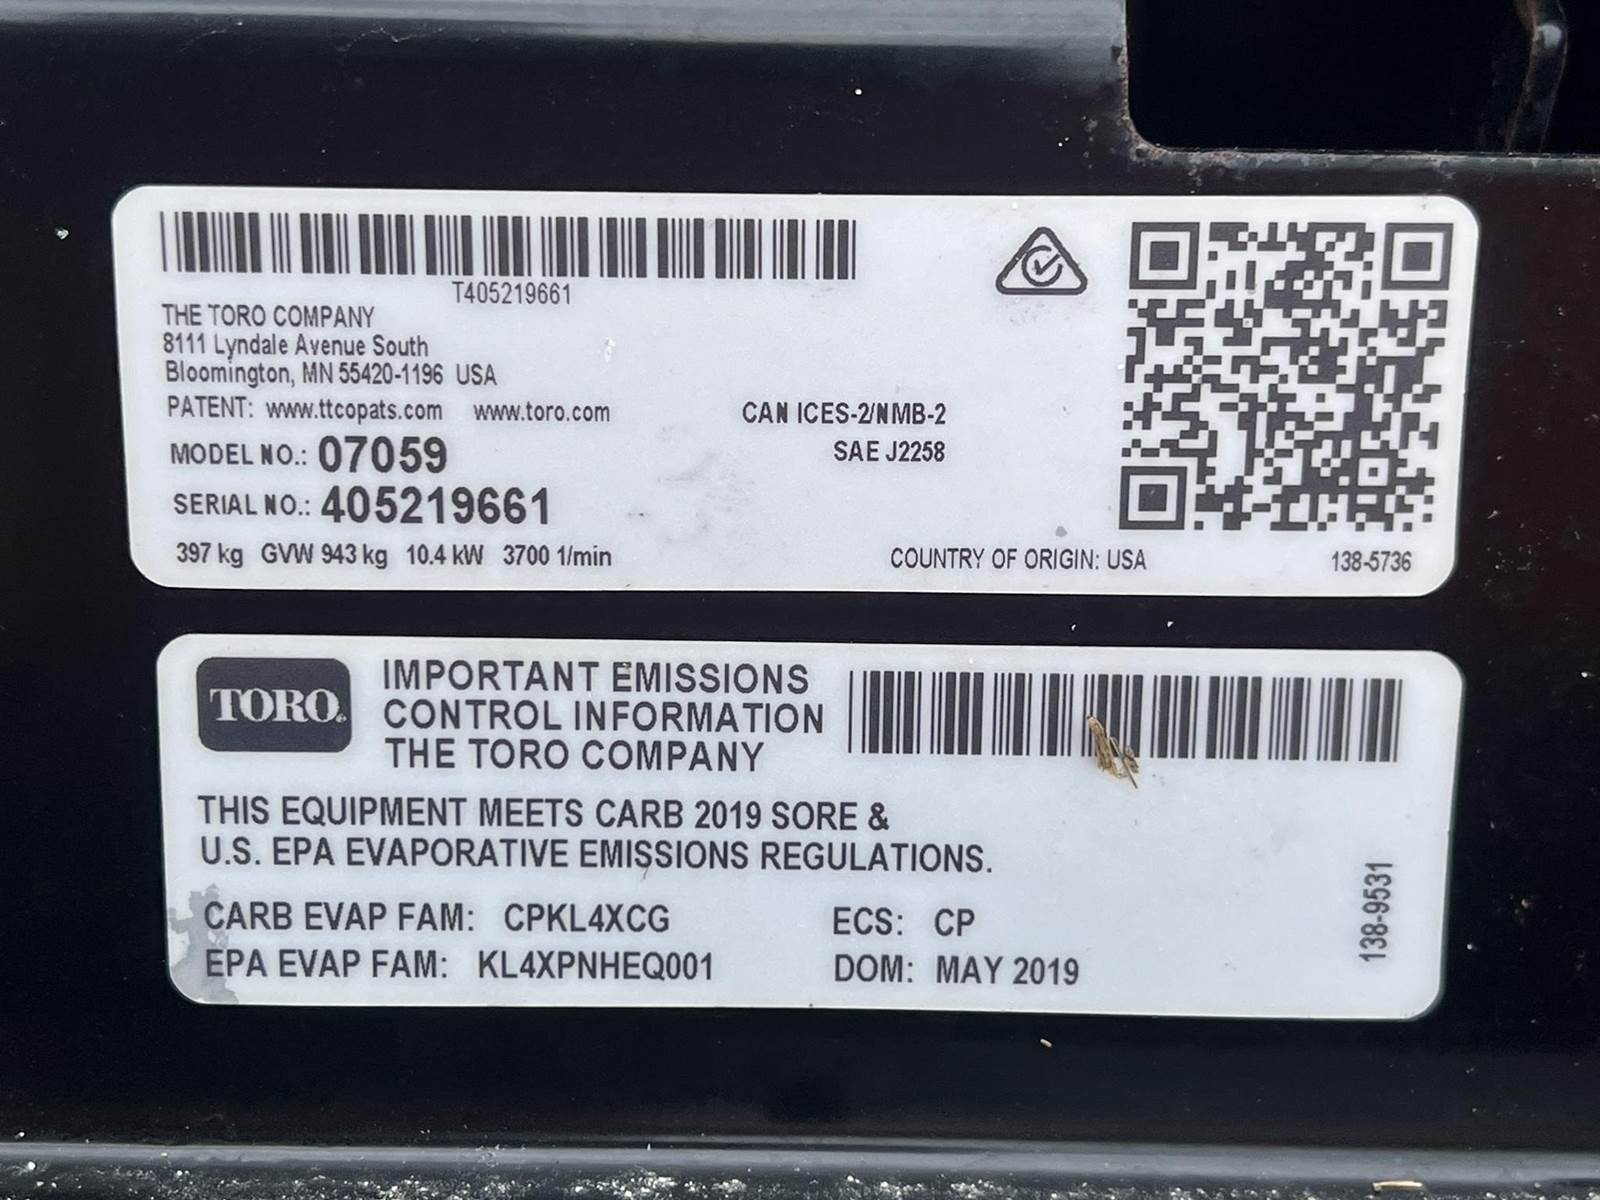 T405219661
THE TORO COMPANY
8111 Lyndale Avenue South
Bloomington, MN 55420-1196 USA
PATENT: www.ttcopats.com www.toro.com
CAN ICES-2/NMB-2
MODEL NO.: 07059
SAE J2258
SERIAL NO.: 405219661
397 kg GVW 943 kg 10.4 kW 3700 1/min
COUNTRY OF ORIGIN: USA
138-5736
TORO
IMPORTANT EMISSIONS
CONTROL INFORMATION
THE TORO COMPANY
THIS EQUIPMENT MEETS CARB 2019 SORE &
U.S. EPA EVAPORATIVE EMISSIONS REGULATIONS.
CARB EVAP FAM: CPKL4XCG
ECS: CP
EPA EVAP FAM: KL4XPNHEQ001
DOM: MAY 2019
138-9531